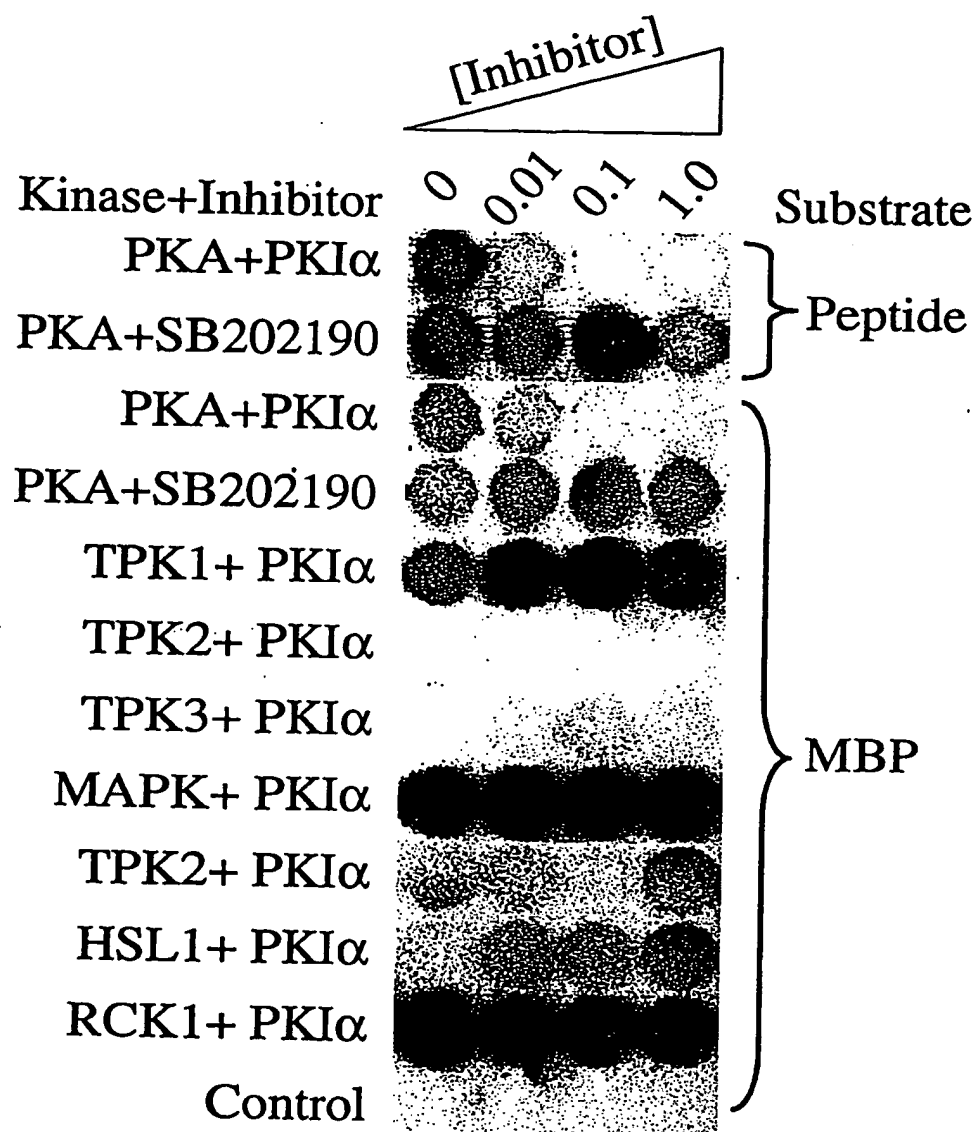 [Inhibitor]
Kinase+Inhibitor 0 0.01 0.1 1.0 Substrate
PKA+PKIα
PKA+SB202190
Peptide
PKA+PKIα
PKA+SB202190
TPK1+ PKIα
TPK2+ PKIα
TPK3+ PKIα
MAPK+ PKIα
MBP
TPK2+ PKIα
HSL1+ PKIα
RCK1+ PKIα
Control